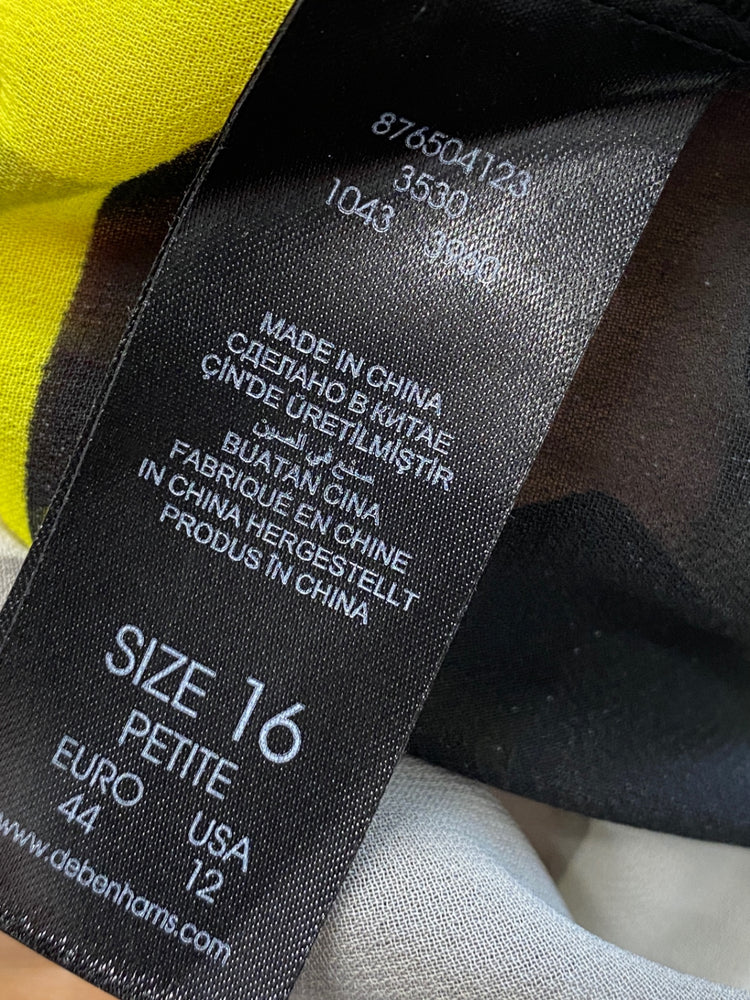 876504123
3530
1043 3960
MADE IN CHINA
СДЕЛАНО В КИТАЕ
ÇİN'DE ÜRETİLMİŞTİR
صنع في الصين
BUATAN CINA
FABRIQUÉ EN CHINE
IN CHINA HERGESTELLT
PRODUS ÎN CHINA
SIZE 16
PETITE
EURO USA
44 12
www.debenhams.com